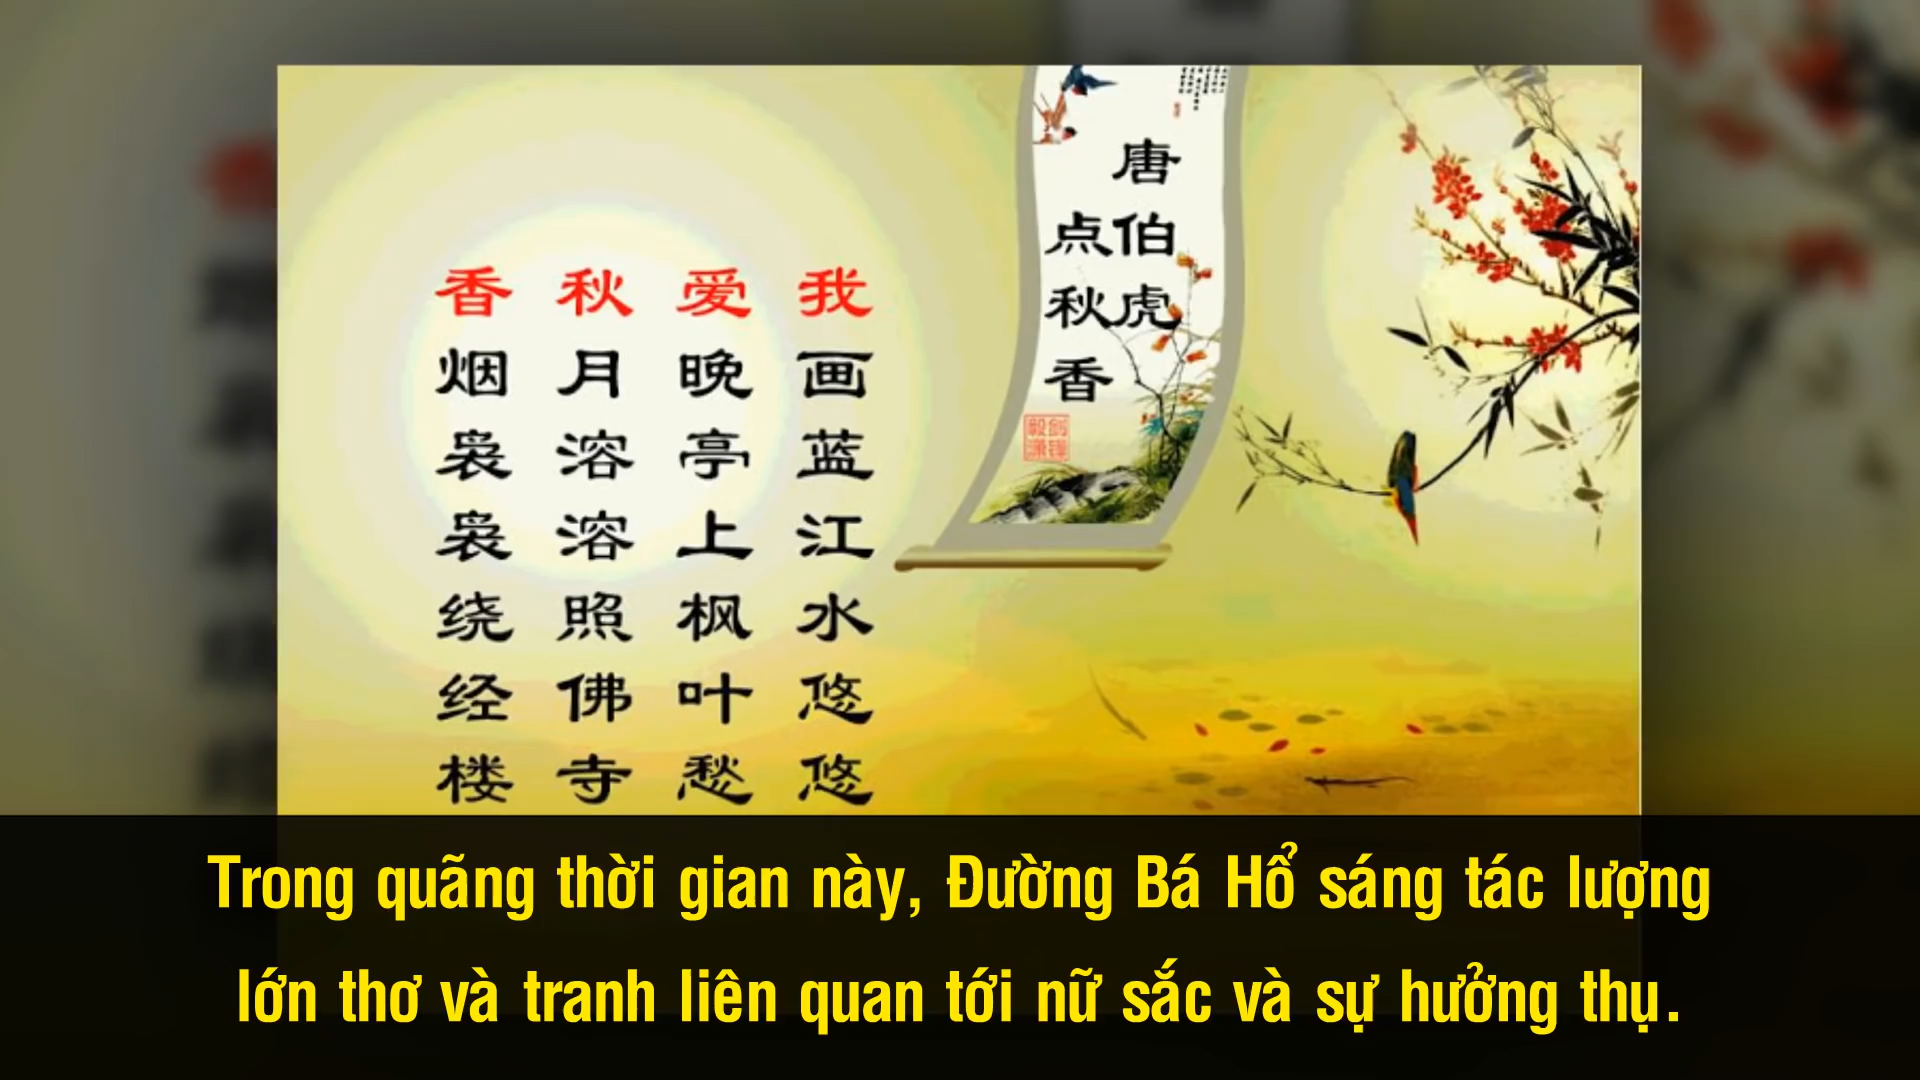 唐伯虎
点秋香
我画蓝江水悠悠
爱晚亭上枫叶愁
秋月溶溶照佛寺
香烟袅袅绕经楼
Trong quãng thời gian này, Đường Bá Hổ sáng tác lượng
lớn thơ và tranh liên quan tới nữ sắc và sự hưởng thụ.